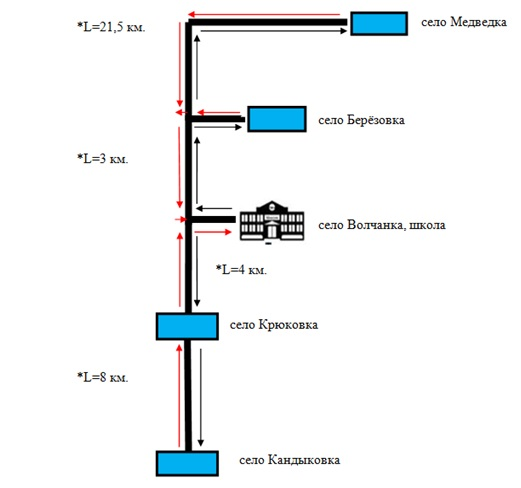 *L=21,5 км.
село Медведка
село Берёзовка
*L=3 км.
село Волчанка, школа
*L=4 км.
село Крюковка
*L=8 км.
село Кандыковка